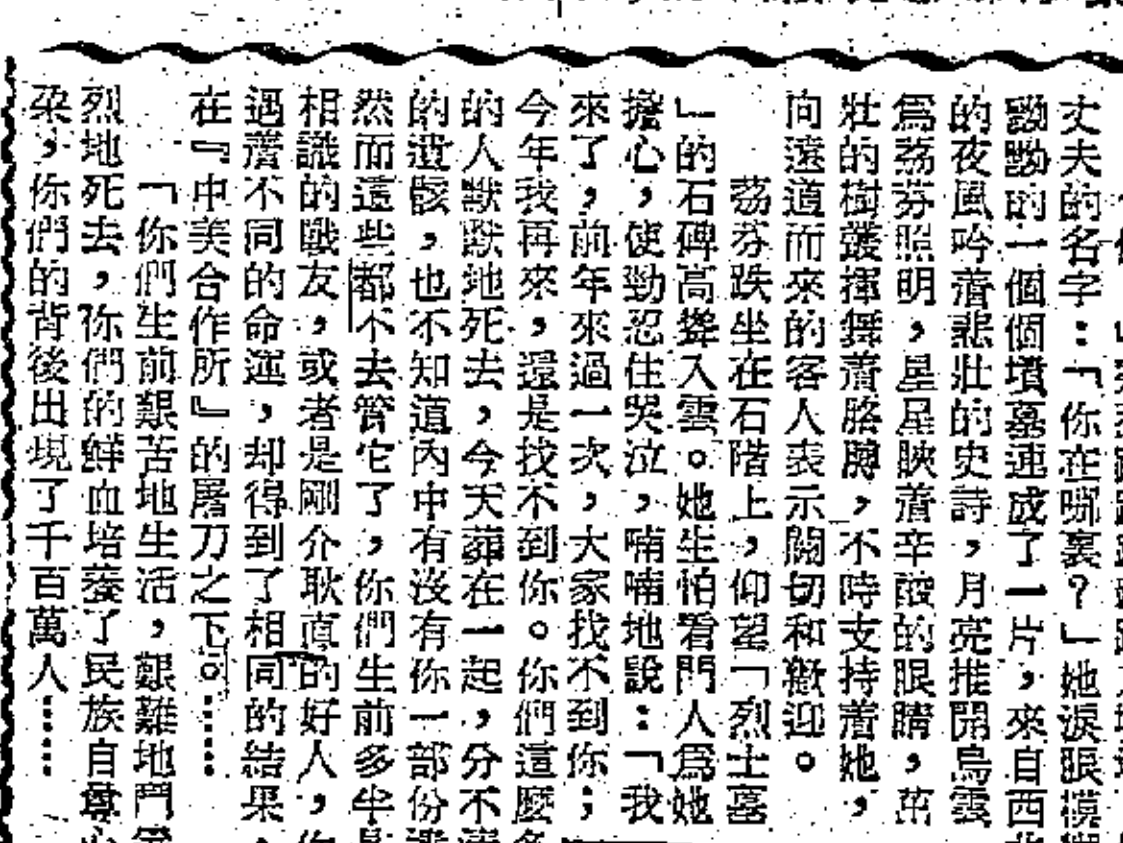 丈夫的名字：「你在哪裏？」她淚眼模
的一個個墳墓連成了一片，來自西北
的夜風吟着悲壯的史詩，月亮推開烏雲
爲荔芬照明，星星映着辛酸的眼睛，茁
壯的樹叢揮舞着胳膊，不時支持着她，
向遠道而來的客人表示關切和歡迎。
荔芬跌坐在石階上，仰望「烈士墓
」的石碑高聳入雲。她生怕看門人爲她
擔心，使勁忍住哭泣，喃喃地說：「我
來了，前年來過一次，大家找不到你；
今年我再來，還是找不到你。你們這麼多
的人默默地死去，今天葬在一起，分不清
的遺骸，也不知道內中有沒有你一部份
然而這些都不去管它了，你們生前多半是
相識的戰友，或者是剛介耿直的好人，你
遇着不同的命運，却得到了相同的結果，
在『中美合作所』的屠刀之下。……
「你們生前艱苦地生活，艱難地鬥
烈地死去，你們的鮮血培養了民族自尊心
染，你們的背後出現了千百萬人……